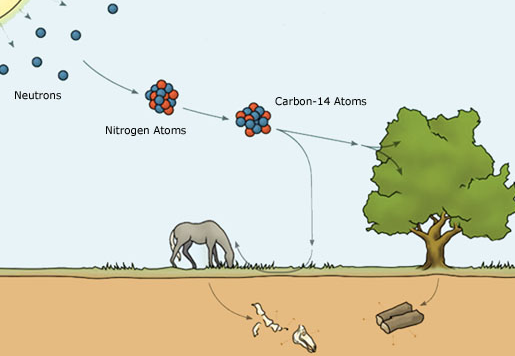 Neutrons
Nitrogen Atoms
Carbon-14 Atoms